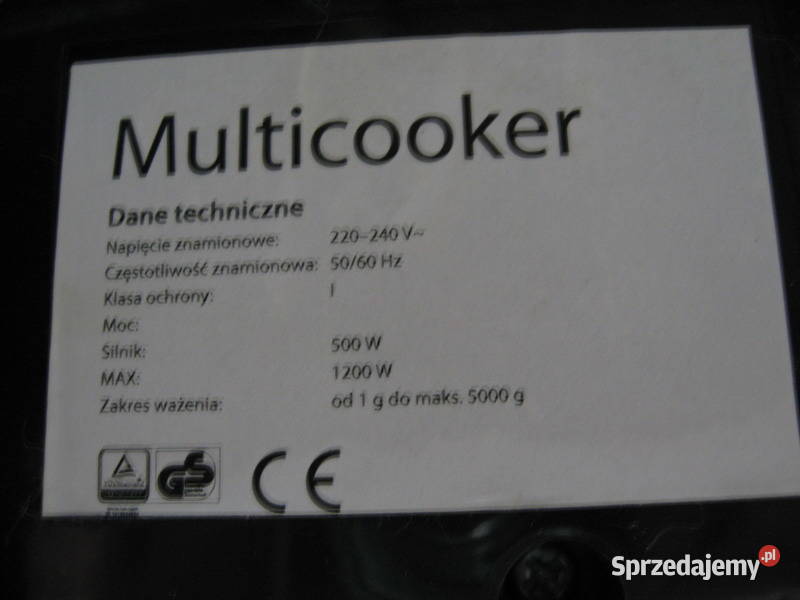 Multicooker
Dane techniczne
Napięcie znamionowe: 220–240 V~
Częstotliwość znamionowa: 50/60 Hz
Klasa ochrony: I
Moc:
Silnik: 500 W
MAX: 1200 W
Zakres ważenia: od 1 g do maks. 5000 g
GS
CE
Sprzedajemy.pl